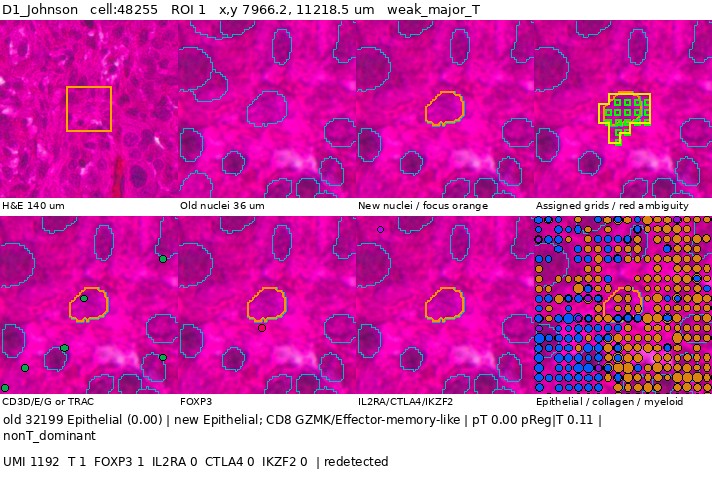 D1_Johnson   cell:48255   ROI 1   x,y 7966.2, 11218.5 um   weak_major_T
H&E 140 um
Old nuclei 36 um
New nuclei / focus orange
Assigned grids / red ambiguity
CD3D/E/G or TRAC
FOXP3
IL2RA/CTLA4/IKZF2
Epithelial / collagen / myeloid
old 32199 Epithelial (0.00) | new Epithelial; CD8 GZMK/Effector-memory-like | pT 0.00 pReg|T 0.11 |
nonT_dominant
UMI 1192  T 1  FOXP3 1  IL2RA 0  CTLA4 0  IKZF2 0  | redetected